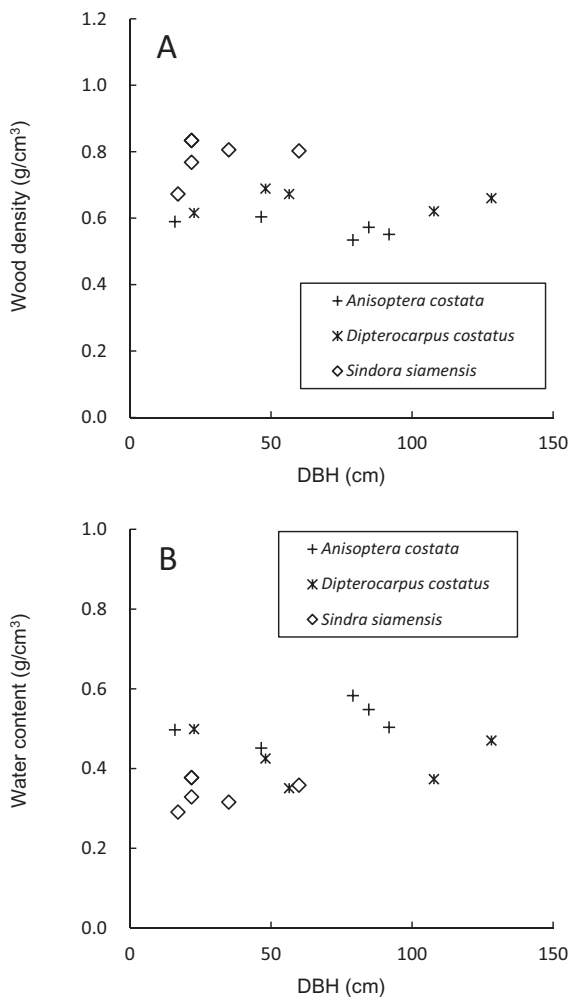 A
1.2
1.0
0.8
0.6
0.4
0.2
0.0
Wood density (g/cm³)
Anisoptera costata
Dipterocarpus costatus
Sindora siamensis
0 50 100 150
DBH (cm)
B
1.0
0.8
0.6
0.4
0.2
0.0
Water content (g/cm³)
Anisoptera costata
Dipterocarpus costatus
Sindra siamensis
0 50 100 150
DBH (cm)